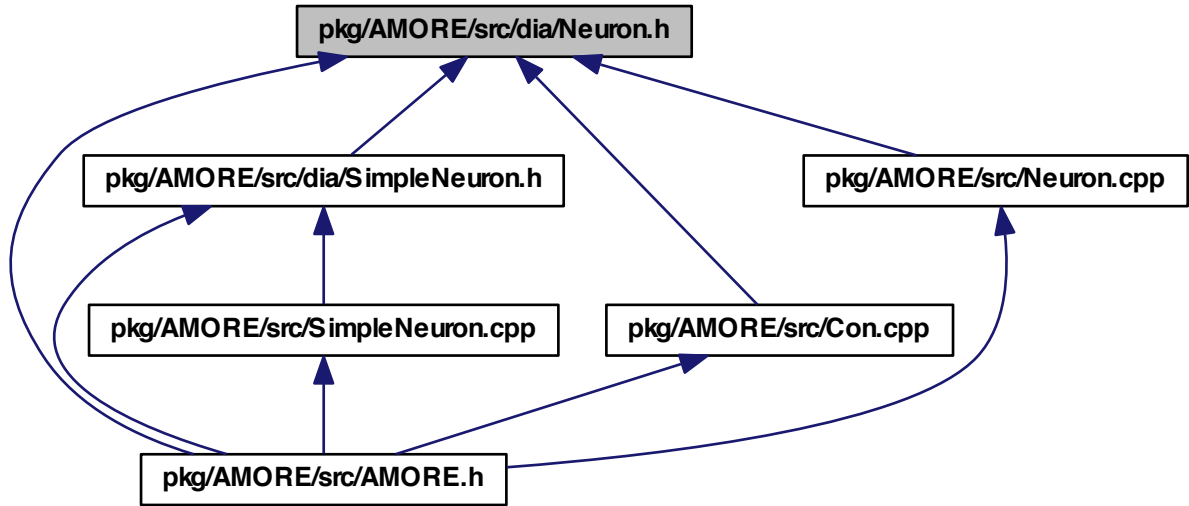 pkg/AMORE/src/dia/Neuron.h
pkg/AMORE/src/dia/SimpleNeuron.h
pkg/AMORE/src/Neuron.cpp
pkg/AMORE/src/SimpleNeuron.cpp
pkg/AMORE/src/Con.cpp
pkg/AMORE/src/AMORE.h